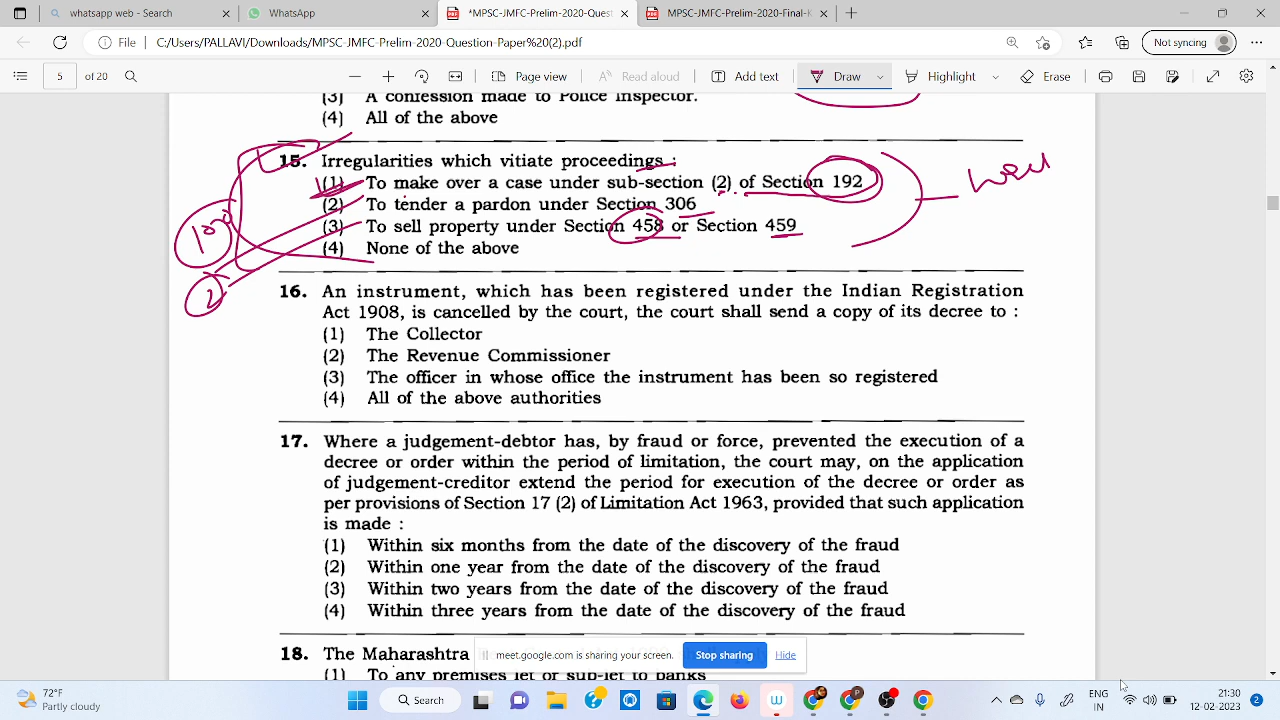 whatsapp web - Search
WhatsApp
*MPSC-JMFC-Prelim-2020-Quest
MPSC-JMFC-Prelim-2020-Final-K
File
C:/Users/PALLAVI/Downloads/MPSC_JMFC-Prelim-2020-Question-Paper%20(2).pdf
Not syncing
5 of 20
Page view
Read aloud
Add text
Draw
Highlight
Erase
(3) A confession made to Police Inspector.
(4) All of the above
15. Irregularities which vitiate proceedings :
(1) To make over a case under sub-section (2) of Section 192
(2) To tender a pardon under Section 306
(3) To sell property under Section 458 or Section 459
(4) None of the above
2
16. An instrument, which has been registered under the Indian Registration
Act 1908, is cancelled by the court, the court shall send a copy of its decree to :
(1) The Collector
(2) The Revenue Commissioner
(3) The officer in whose office the instrument has been so registered
(4) All of the above authorities
17. Where a judgement-debtor has, by fraud or force, prevented the execution of a
decree or order within the period of limitation, the court may, on the application
of judgement-creditor extend the period for execution of the decree or order as
per provisions of Section 17 (2) of Limitation Act 1963, provided that such application
is made :
(1) Within six months from the date of the discovery of the fraud
(2) Within one year from the date of the discovery of the fraud
(3) Within two years from the date of the discovery of the fraud
(4) Within three years from the date of the discovery of the fraud
18. The Maharashtra
meet.google.com is sharing your screen.
Stop sharing
Hide
(1) To any premises let or sub-let to banks
72°F
Partly cloudy
Search
ENG
IN
21:30
12-02-2023
2